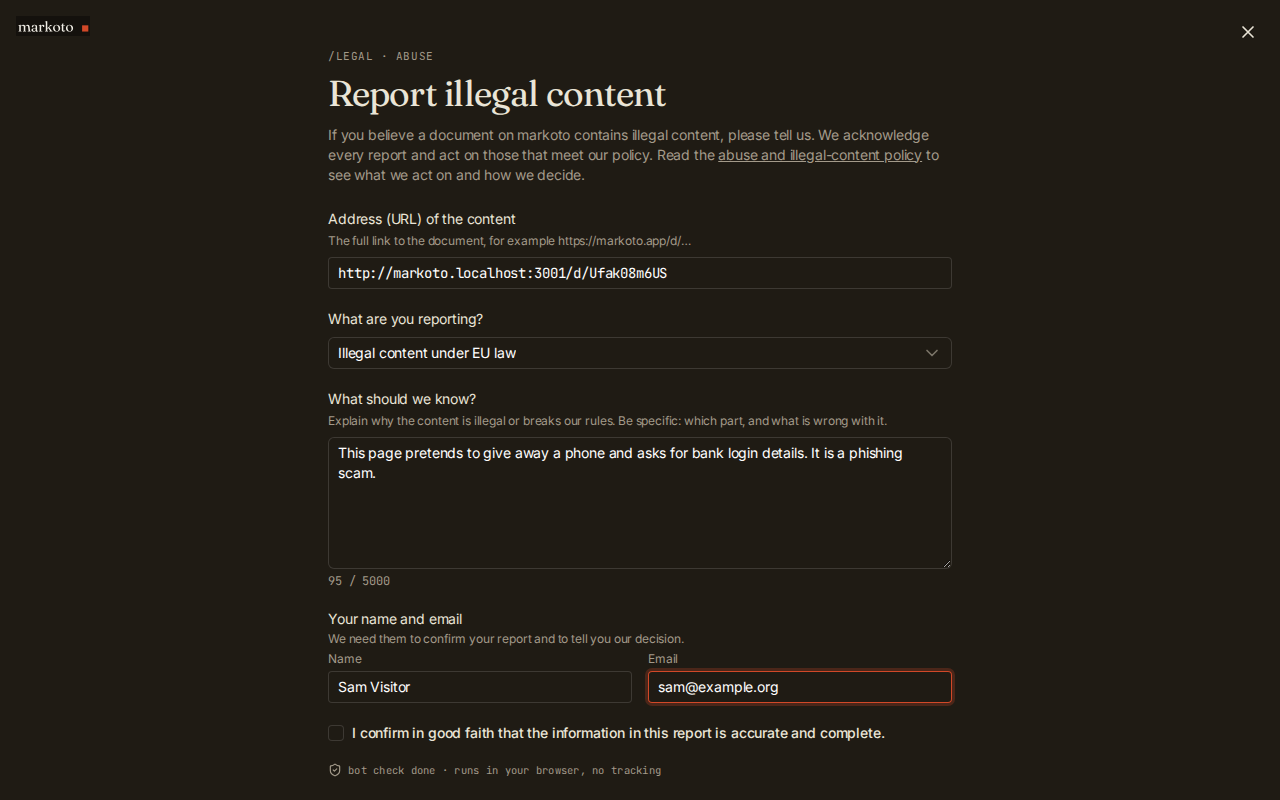 markoto
/LEGAL · ABUSE
Report illegal content
If you believe a document on markoto contains illegal content, please tell us. We acknowledge
every report and act on those that meet our policy. Read the abuse and illegal-content policy to
see what we act on and how we decide.
Address (URL) of the content
The full link to the document, for example https://markoto.app/d/…
http://markoto.localhost:3001/d/Ufak08m6US
What are you reporting?
Illegal content under EU law
What should we know?
Explain why the content is illegal or breaks our rules. Be specific: which part, and what is wrong with it.
This page pretends to give away a phone and asks for bank login details. It is a phishing
scam.
95 / 5000
Your name and email
We need them to confirm your report and to tell you our decision.
Name
Email
Sam Visitor
sam@example.org
I confirm in good faith that the information in this report is accurate and complete.
bot check done · runs in your browser, no tracking